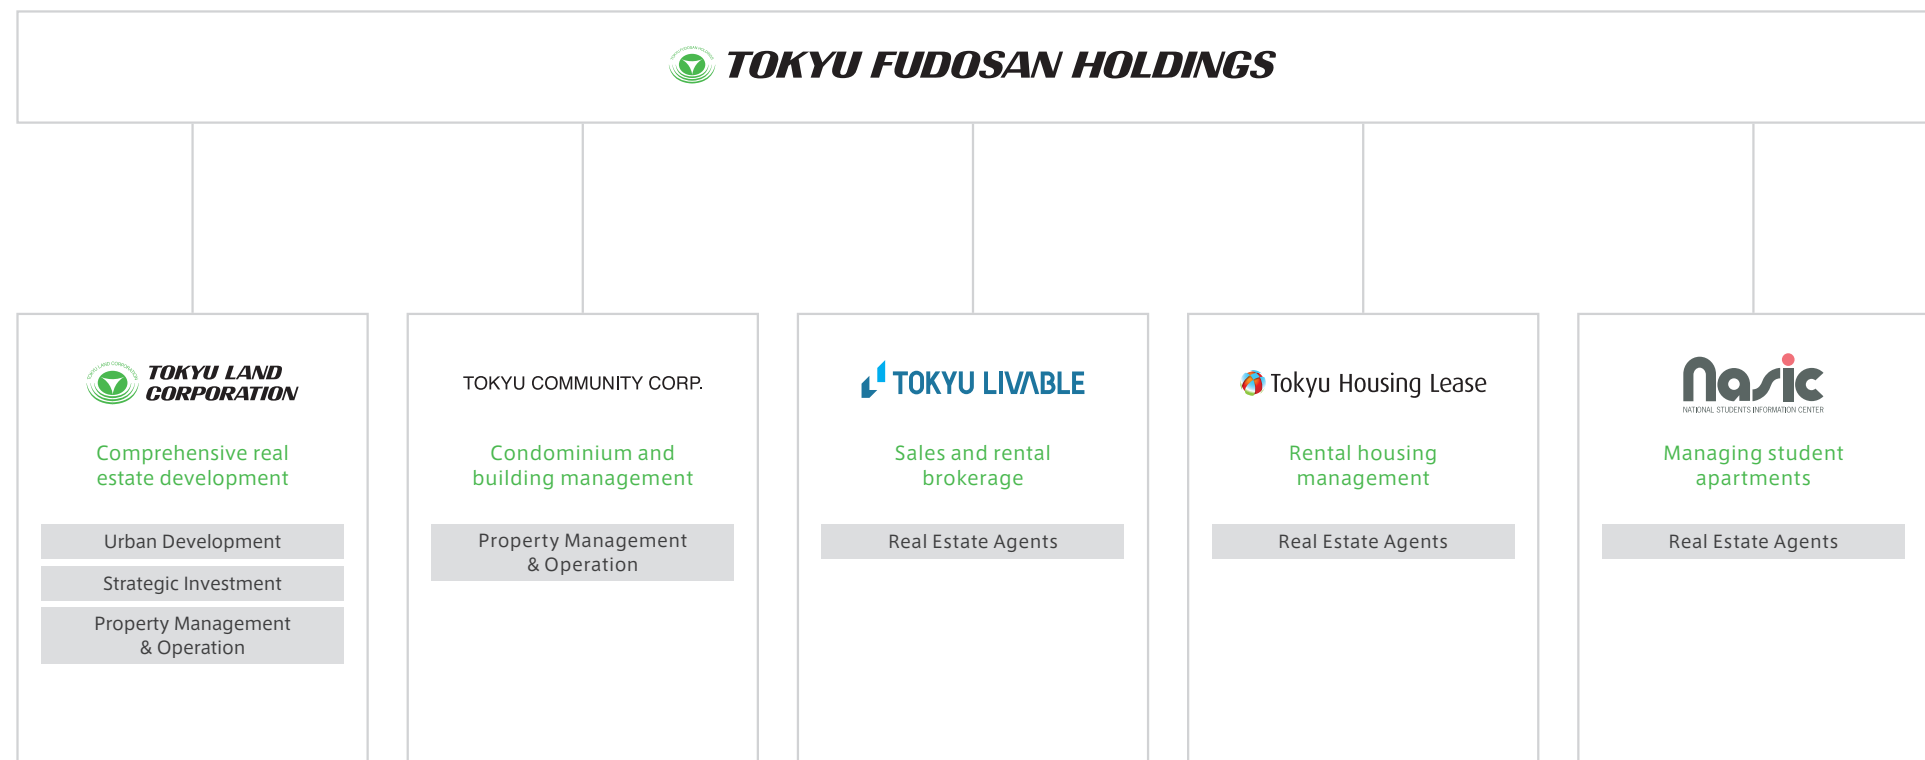 TOKYU FUDOSAN HOLDINGS
TOKYU LAND
CORPORATION
Comprehensive real
estate development
Urban Development
Strategic Investment
Property Management
& Operation
TOKYU COMMUNITY CORP.
Condominium and
building management
Property Management
& Operation
TOKYU LIVABLE
Sales and rental
brokerage
Real Estate Agents
Tokyu Housing Lease
Rental housing
management
Real Estate Agents
Nasic
NATIONAL STUDENTS INFORMATION CENTER
Managing student
apartments
Real Estate Agents